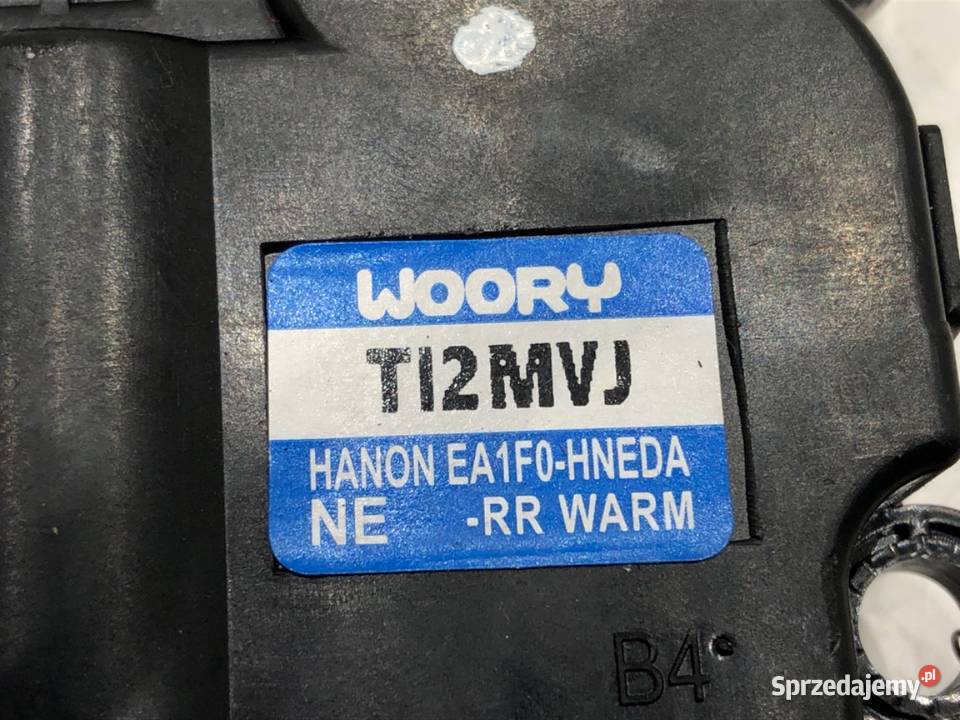 WOORY
TI2MVJ
HANON EA1F0-HNEDA
NE -RR WARM
B4
Sprzedajemy.pl